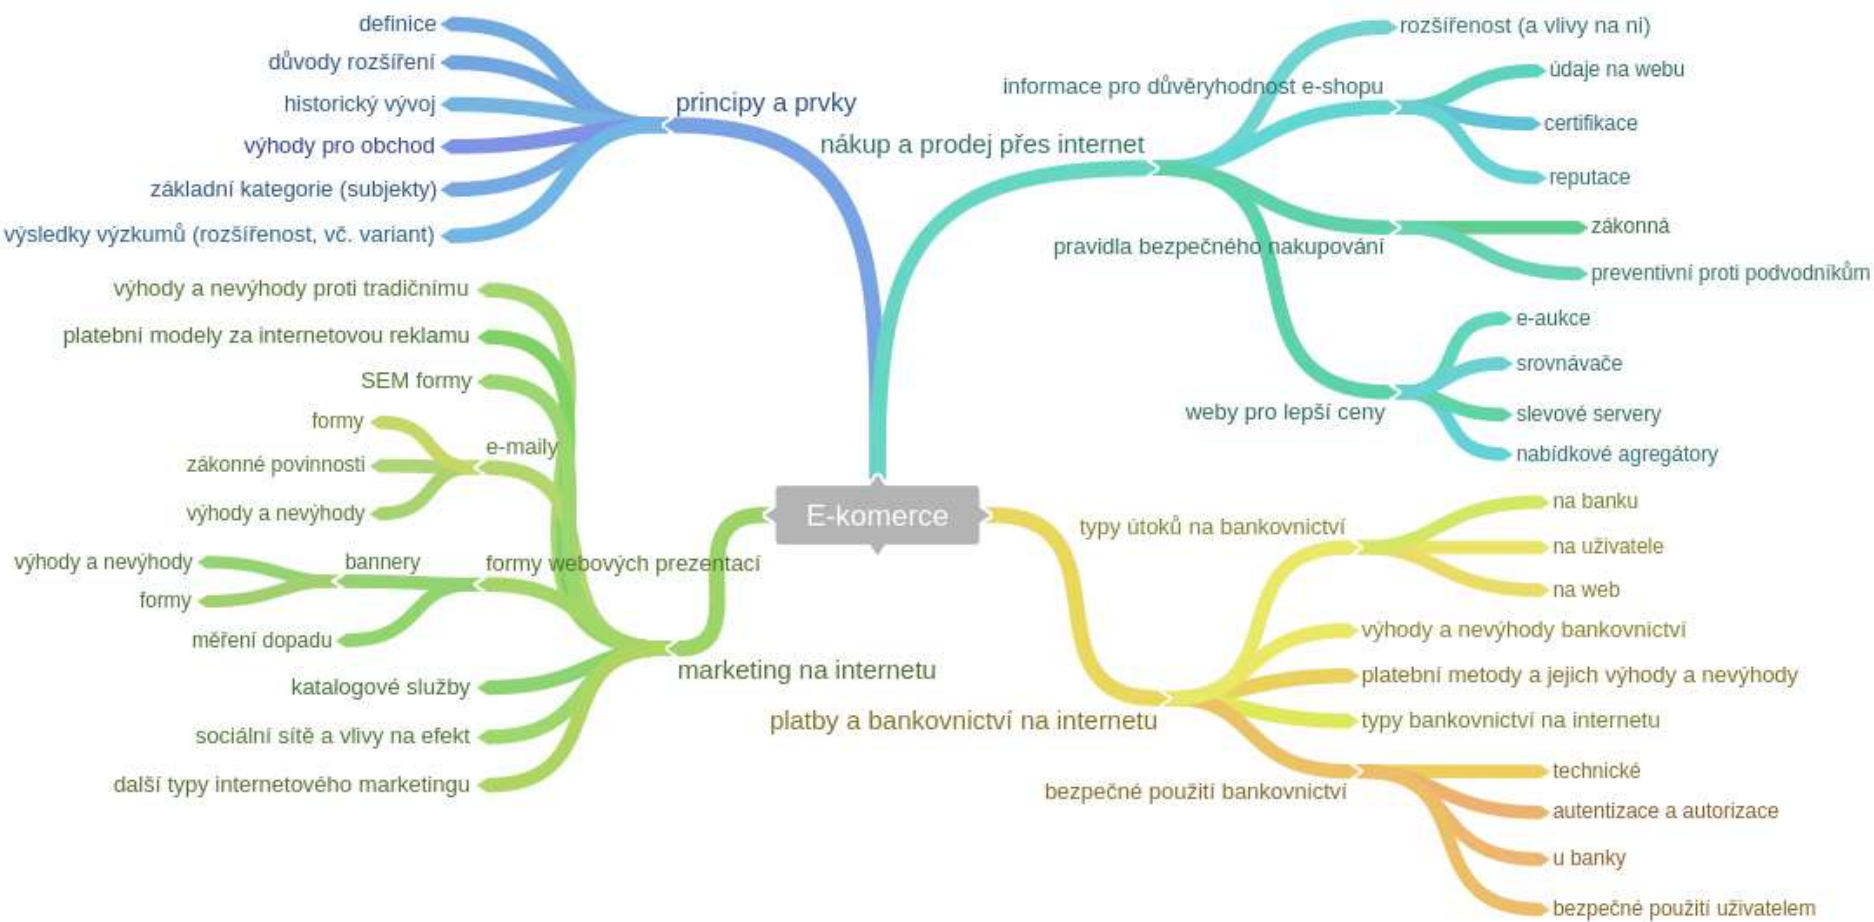 definice
důvody rozšíření
historický vývoj
výhody pro obchod
základní kategorie (subjekty)
výsledky výzkumů (rozšířenost, vč. variant)
principy a prvky
výhody a nevýhody proti tradičnímu
platební modely za internetovou reklamu
SEM formy
formy
zákonné povinnosti
výhody a nevýhody
e-maily
výhody a nevýhody
formy
bannery
měření dopadu
formy webových prezentací
katalogové služby
sociální sítě a vlivy na efekt
další typy internetového marketingu
marketing na internetu
E-komerce
nákup a prodej přes internet
rozšířenost (a vlivy na ni)
informace pro důvěryhodnost e-shopu
údaje na webu
certifikace
reputace
pravidla bezpečného nakupování
zákonná
preventivní proti podvodníkům
weby pro lepší ceny
e-aukce
srovnávače
slevové servery
nabídkové agregátory
platby a bankovnictví na internetu
typy útoků na bankovnictví
na banku
na uživatele
na web
výhody a nevýhody bankovnictví
platební metody a jejich výhody a nevýhody
typy bankovnictví na internetu
bezpečné použití bankovnictví
technické
autentizace a autorizace
u banky
bezpečné použití uživatelem